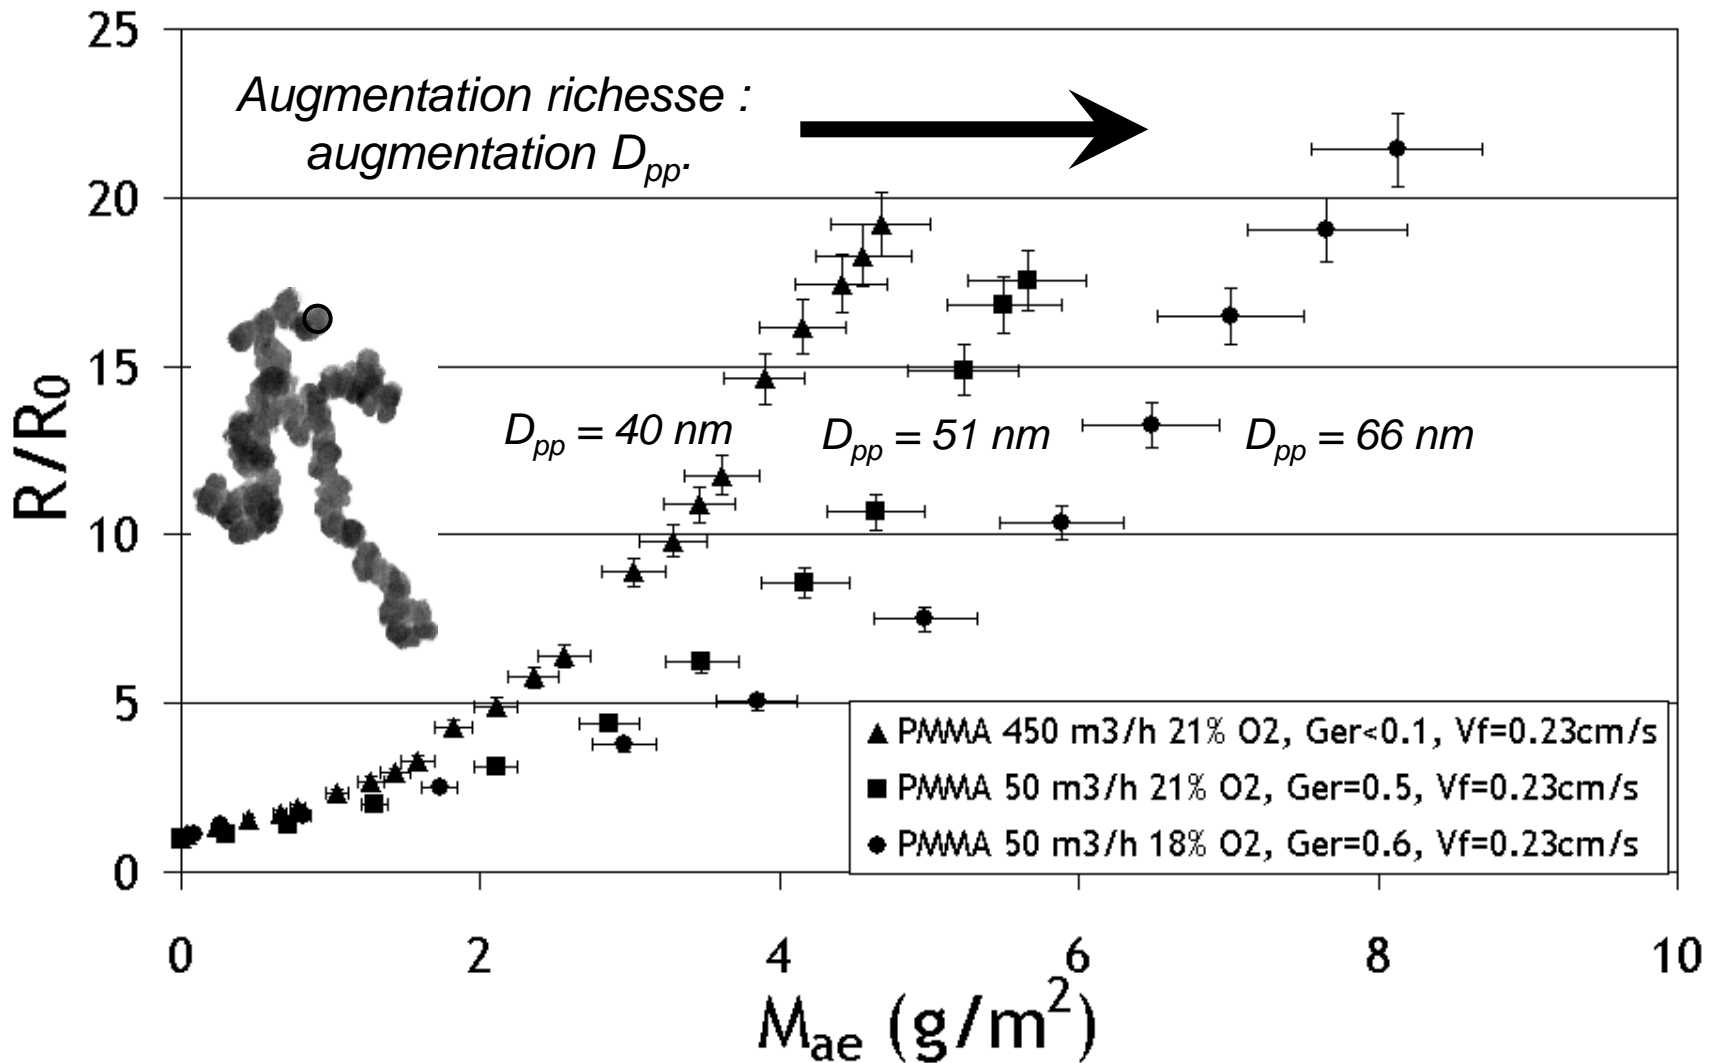 25
20
15
10
5
0
R/R0
Augmentation richesse :
augmentation Dpp.
Dpp = 40 nm
Dpp = 51 nm
Dpp = 66 nm
PMMA 450 m3/h 21% O2, Ger<0.1, Vf=0.23cm/s
PMMA 50 m3/h 21% O2, Ger=0.5, Vf=0.23cm/s
PMMA 50 m3/h 18% O2, Ger=0.6, Vf=0.23cm/s
0 2 4 6 8 10
Mae (g/m2)